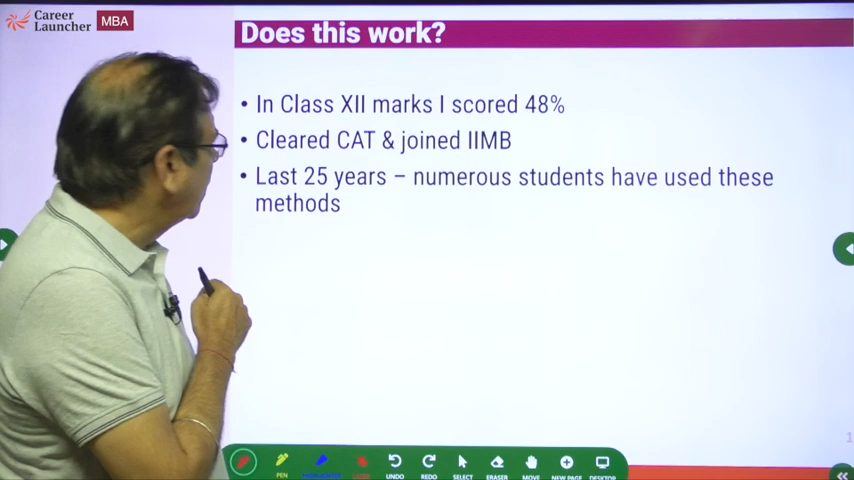 Career
Launcher
MBA
Does this work?
• In Class XII marks I scored 48%
• Cleared CAT & joined IIMB
• Last 25 years – numerous students have used these
methods
1
PEN
UNDO
REDO
SELECT
ERASER
MOVE
NEW PAGE
DESKTOP